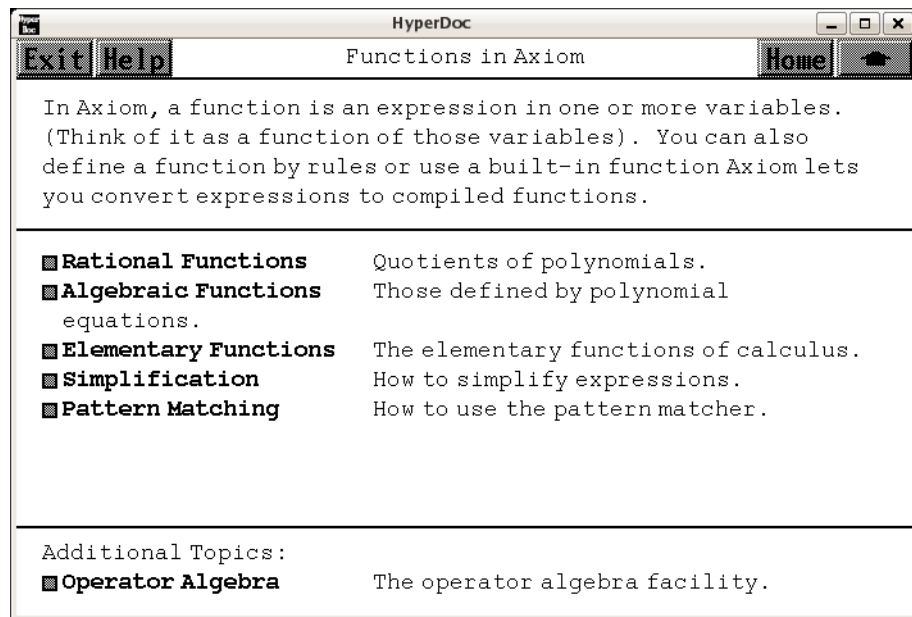 Hyper Doc
HyperDoc
Exit Help Functions in Axiom Home
In Axiom, a function is an expression in one or more variables.
(Think of it as a function of those variables). You can also
define a function by rules or use a built-in function Axiom lets
you convert expressions to compiled functions.
Rational Functions Quotients of polynomials.
Algebraic Functions Those defined by polynomial
equations.
Elementary Functions The elementary functions of calculus.
Simplification How to simplify expressions.
Pattern Matching How to use the pattern matcher.
Additional Topics:
Operator Algebra The operator algebra facility.